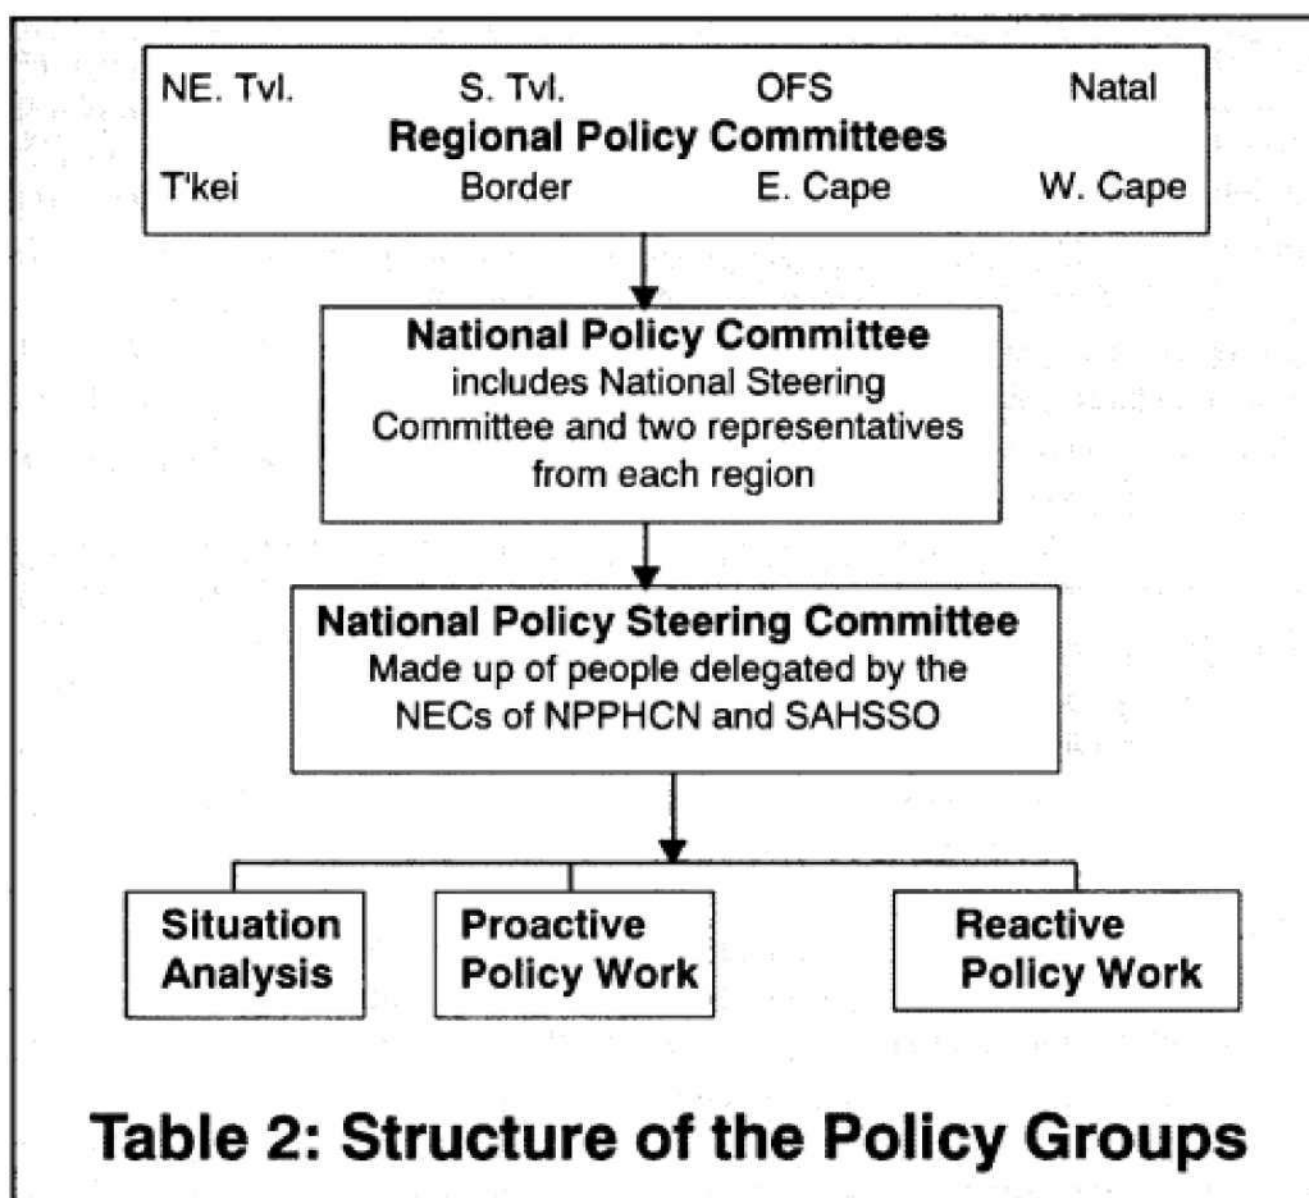 NE. Tvl. S. Tvl. OFS Natal
Regional Policy Committees
T'kei Border E. Cape W. Cape
National Policy Committee
includes National Steering
Committee and two representatives
from each region
National Policy Steering Committee
Made up of people delegated by the
NECs of NPPHCN and SAHSSO
Situation
Analysis
Proactive
Policy Work
Reactive
Policy Work
Table 2: Structure of the Policy Groups